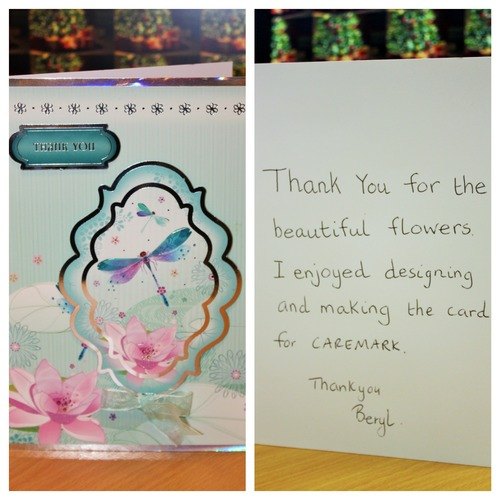 THANK YOU
Thank You for the
beautiful flowers.
I enjoyed designing
and making the card
for CAREMARK.
Thankyou
Beryl.